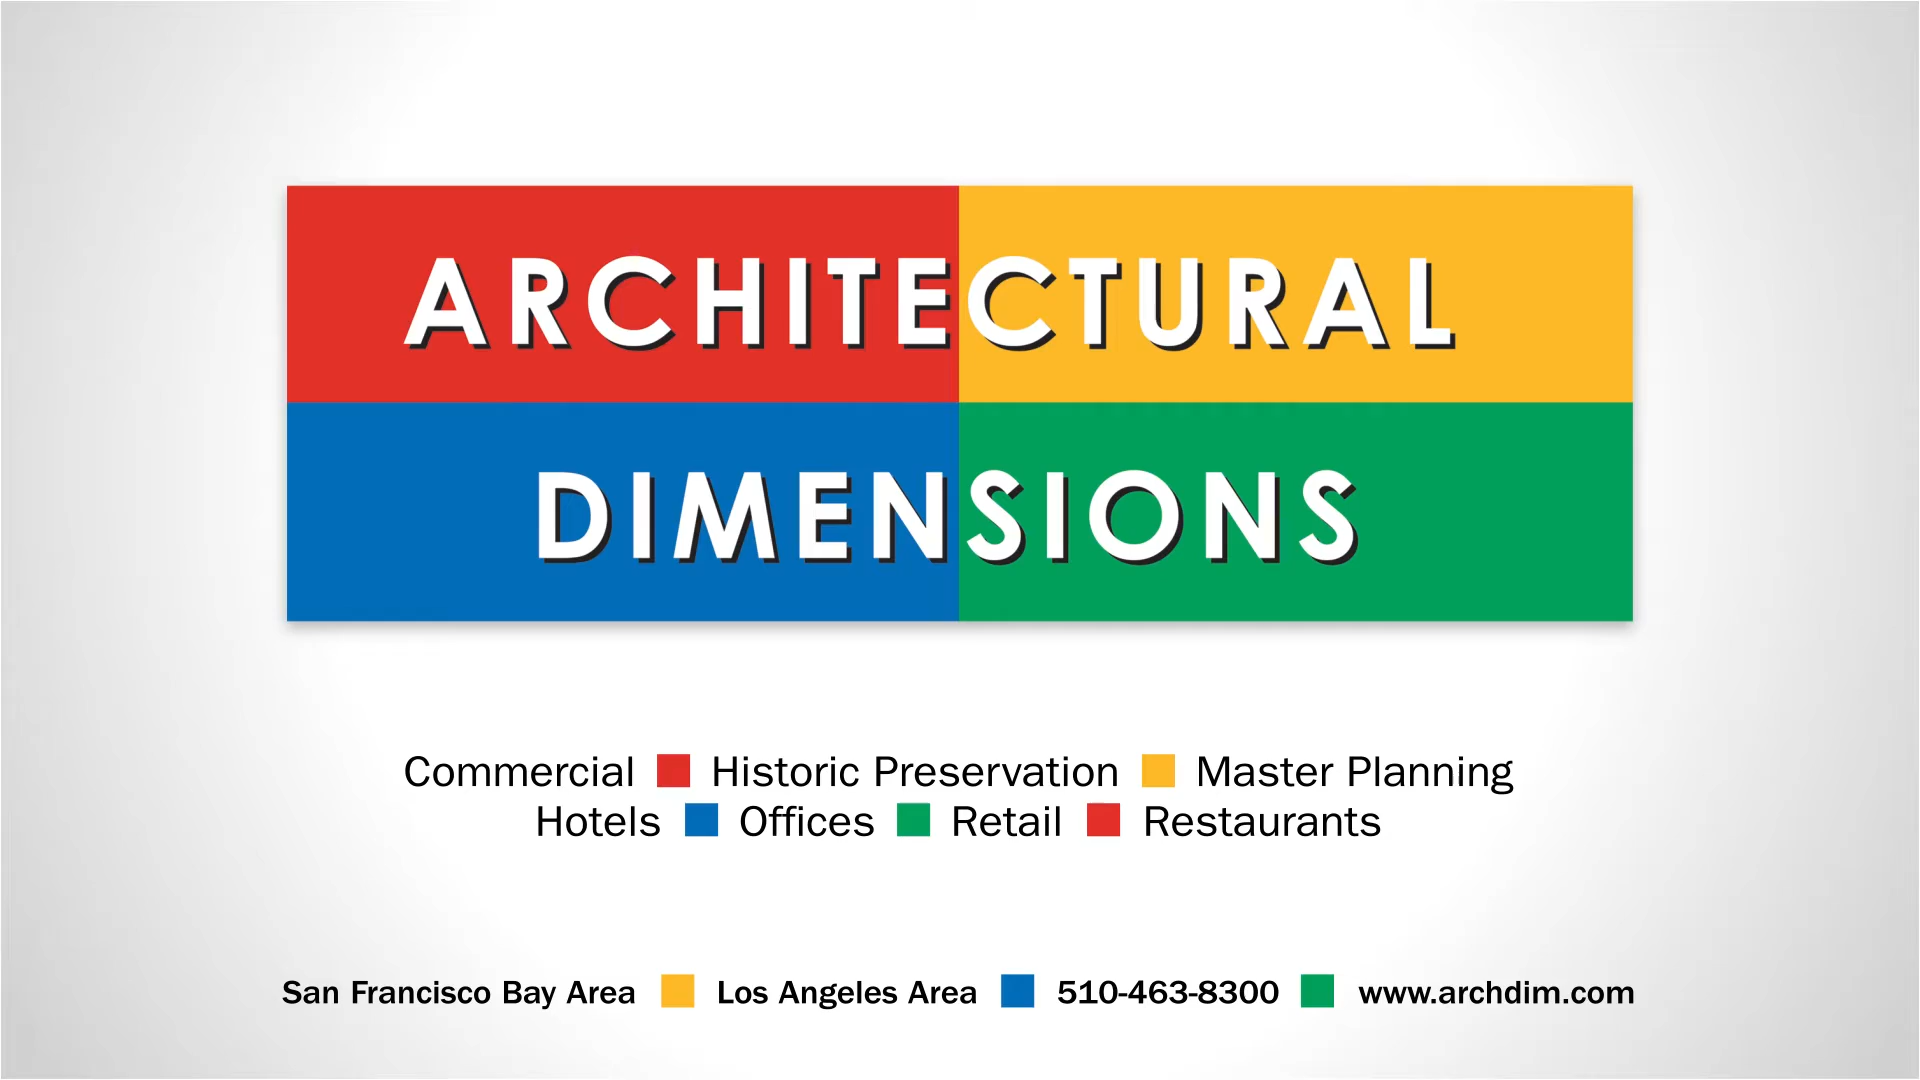 ARCHITECTURAL
DIMENSIONS
Commercial Historic Preservation Master Planning
Hotels Offices Retail Restaurants
San Francisco Bay Area Los Angeles Area 510-463-8300 www.archdim.com